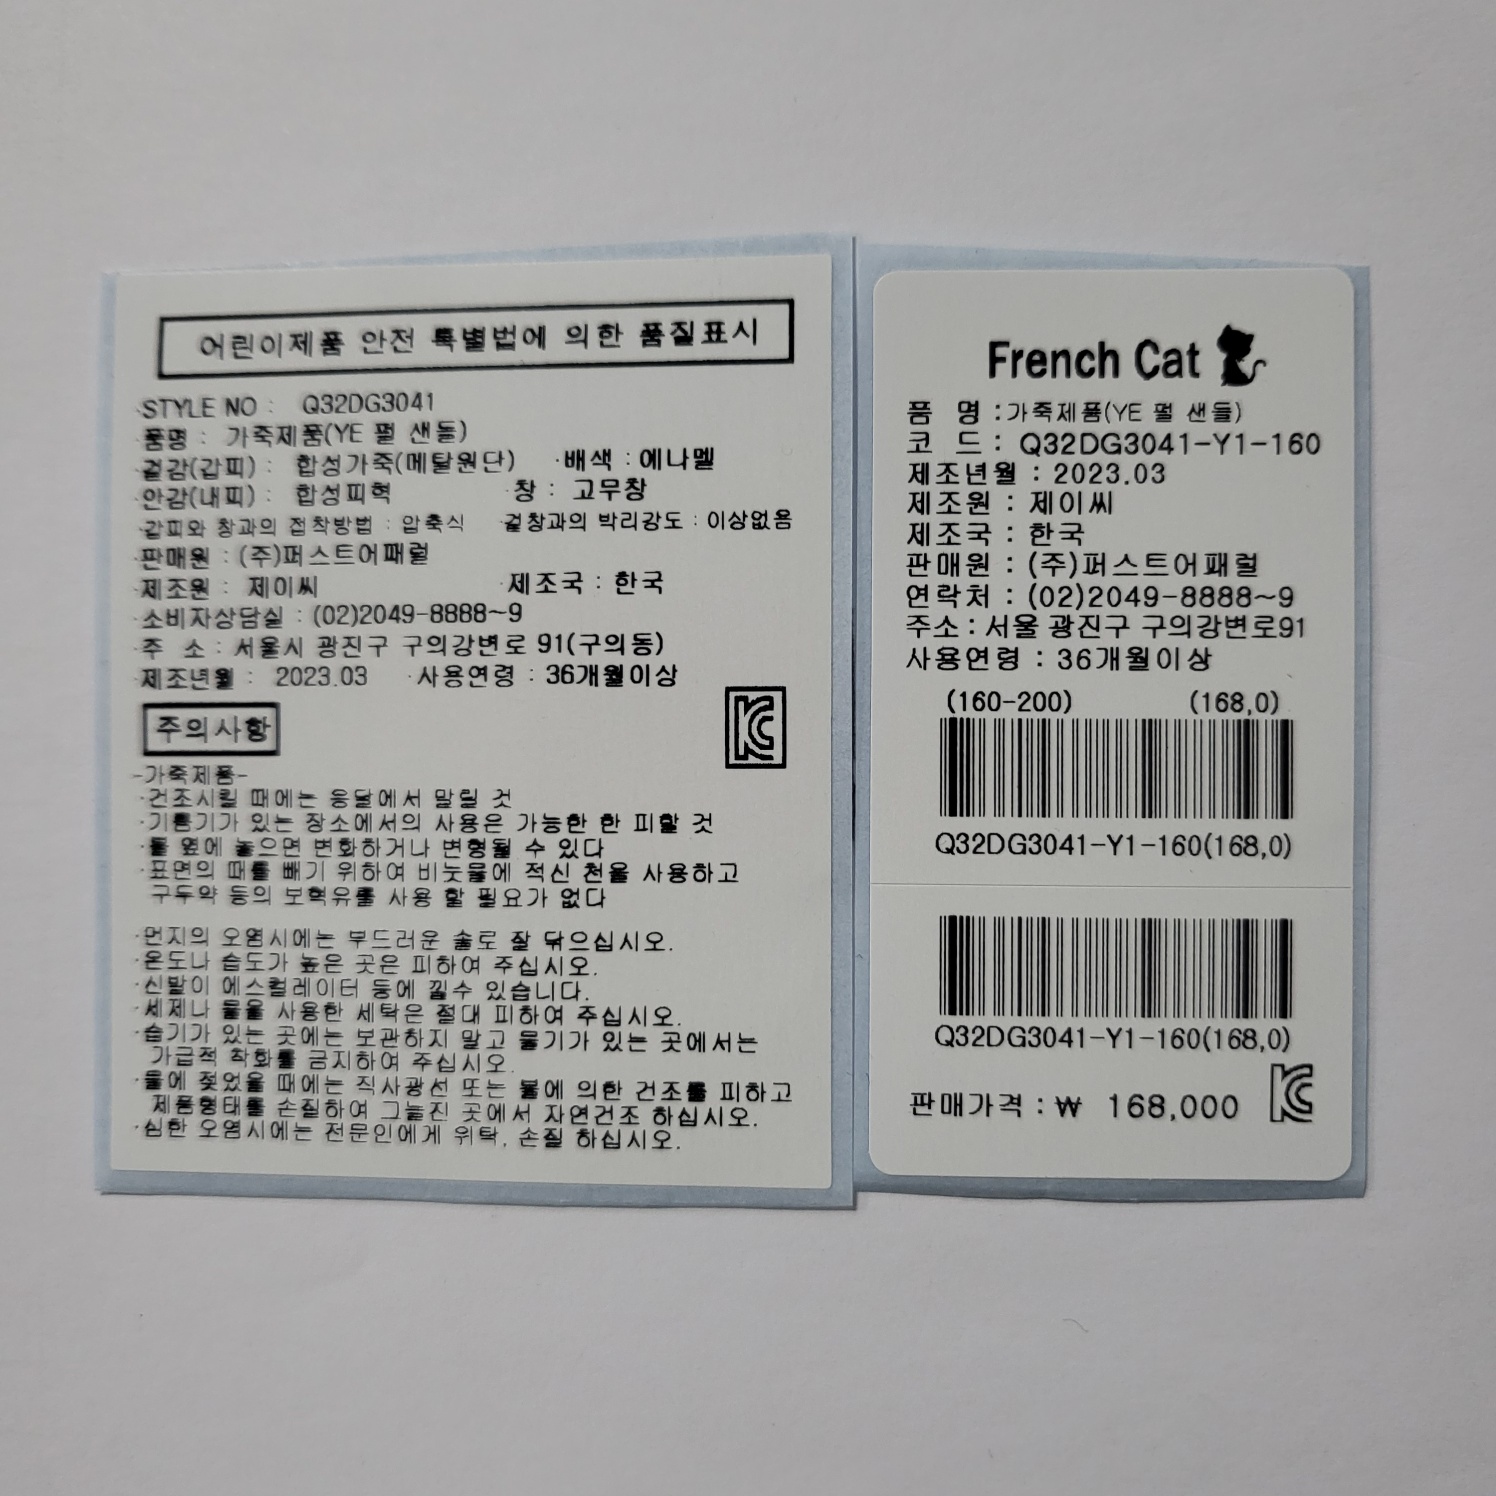 어린이제품 안전 특별법에 의한 품질표시
·STYLE NO : Q32DG3041
·품명 : 가죽제품(YE 펄 샌들)
·겉감(갑피) : 합성가죽(메탈원단) ·배색 : 에나멜
·안감(내피) : 합성피혁 ·창 : 고무창
·갑피와 창과의 접착방법 : 압축식 ·겉창과의 박리강도 : 이상없음
·판매원 : (주)퍼스트어패럴
·제조원 : 제이씨 ·제조국 : 한국
·소비자상담실 : (02)2049-8888~9
·주 소 : 서울시 광진구 구의강변로 91(구의동)
·제조년월 : 2023.03 ·사용연령 : 36개월이상
주의사항
-가죽제품-
·건조시킬 때에는 응달에서 말릴 것
·기름기가 있는 장소에서의 사용은 가능한 한 피할 것
·불 옆에 놓으면 변화하거나 변형될 수 있다
·표면의 때를 빼기 위하여 비눗물에 적신 천을 사용하고
구두약 등의 보혁유를 사용 할 필요가 없다
·먼지의 오염시에는 부드러운 솔로 잘 닦으십시오.
·온도나 습도가 높은 곳은 피하여 주십시오.
·신발이 에스컬레이터 등에 낄수 있습니다.
·세제나 물을 사용한 세탁은 절대 피하여 주십시오.
·습기가 있는 곳에는 보관하지 말고 물기가 있는 곳에서는
가급적 착화를 금지하여 주십시오.
·물에 젖었을 때에는 직사광선 또는 불에 의한 건조를 피하고
제품형태를 손질하여 그늘진 곳에서 자연건조 하십시오.
·심한 오염시에는 전문인에게 위탁, 손질 하십시오.
French Cat
품 명 : 가죽제품(YE 펄 샌들)
코 드 : Q32DG3041-Y1-160
제조년월 : 2023.03
제조원 : 제이씨
제조국 : 한국
판매원 : (주)퍼스트어패럴
연락처 : (02)2049-8888~9
주소 : 서울 광진구 구의강변로91
사용연령 : 36개월이상
(160-200) (168,0)
Q32DG3041-Y1-160(168,0)
Q32DG3041-Y1-160(168,0)
판매가격 : ₩ 168,000